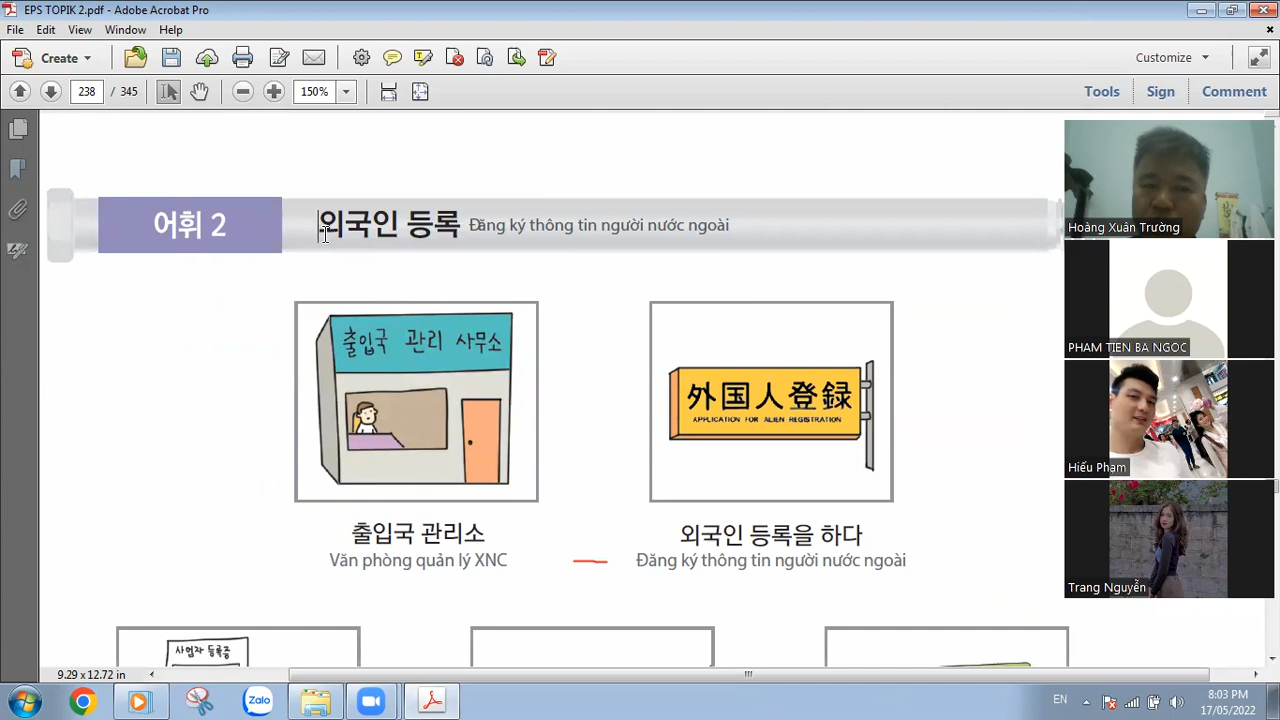 EPS TOPIK 2.pdf - Adobe Acrobat Pro
File Edit View Window Help
Create
Customize
238 / 345
150%
Tools Sign Comment
어휘 2
외국인 등록 Đăng ký thông tin người nước ngoài
출입국 관리 사무소
外国人登録
APPLICATION FOR ALIEN REGISTRATION
출입국 관리소
Văn phòng quản lý XNC
외국인 등록을 하다
Đăng ký thông tin người nước ngoài
사업자 등록증
Hoàng Xuân Trường
PHAM TIEN BA NGOC
Hiếu Phạm
Trang Nguyễn
9.29 x 12.72 in
Zalo
EN
8:03 PM
17/05/2022